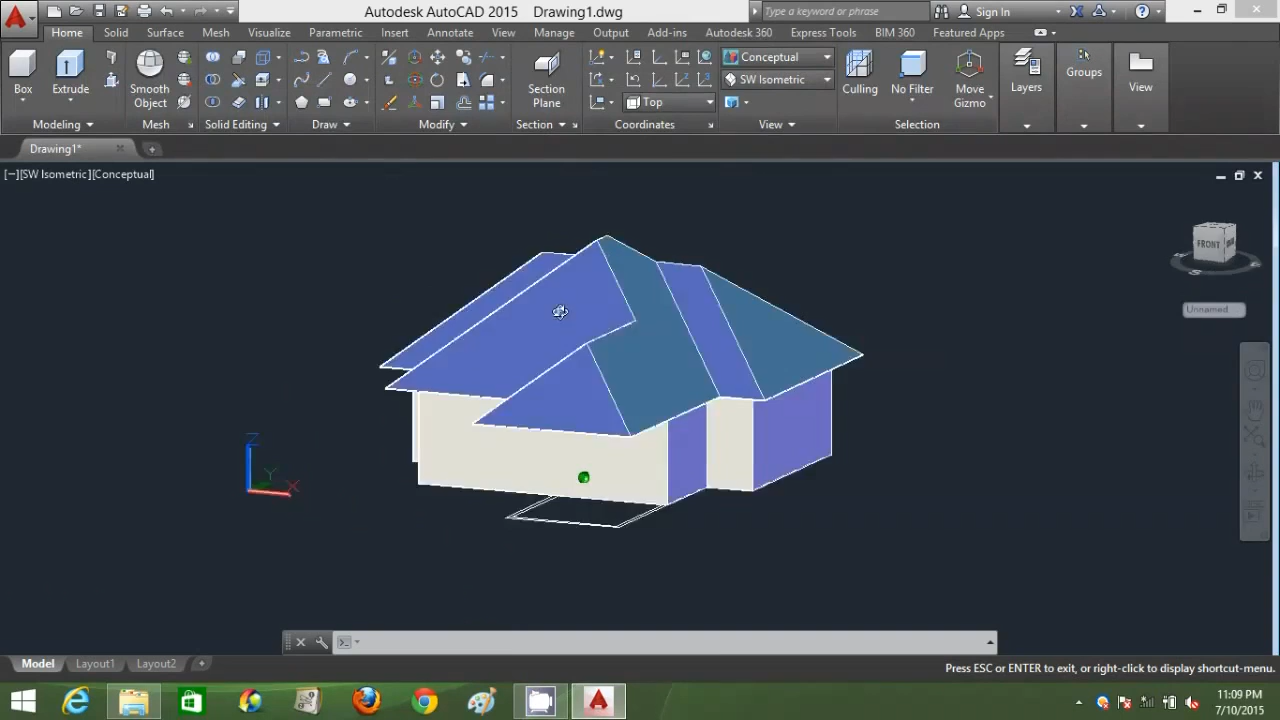 Autodesk AutoCAD 2015 Drawing1.dwg
Type a keyword or phrase
Sign In
Home Solid Surface Mesh Visualize Parametric Insert Annotate View Manage Output Add-ins Autodesk 360 Express Tools BIM 360 Featured Apps
Conceptual
SW Isometric
Top
Box Extrude Smooth Object Section Plane Culling No Filter Move Gizmo Layers Groups View
Modeling Mesh Solid Editing Draw Modify Section Coordinates View Selection
Drawing1*
[−][SW Isometric][Conceptual]
FRONT
Unnamed
Z
Y
X
Model Layout1 Layout2
Press ESC or ENTER to exit, or right-click to display shortcut-menu.
11:09 PM
7/10/2015